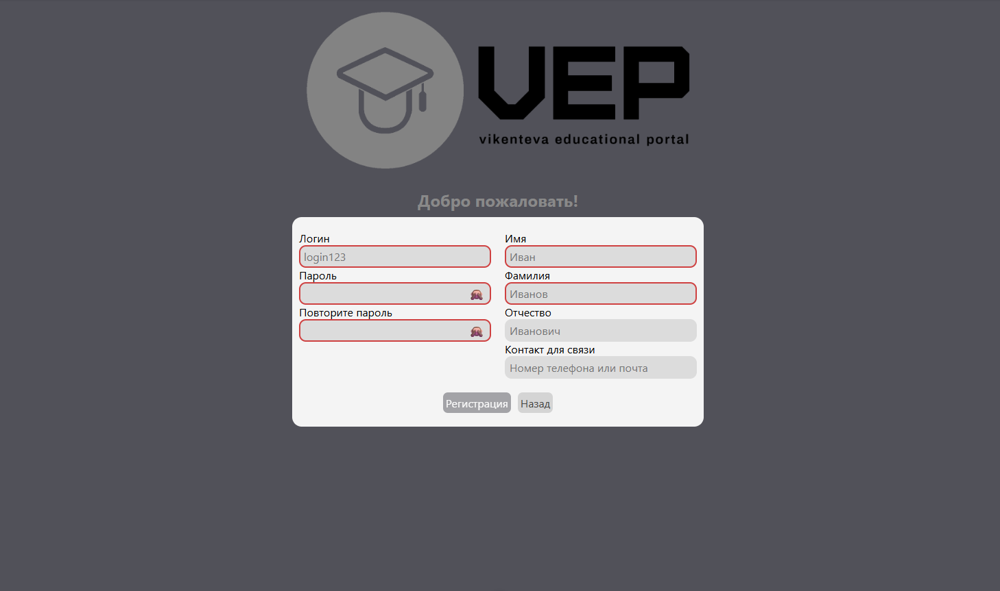 VEP
vikenteva educational portal
Добро пожаловать!
Логин
login123
Пароль
Повторите пароль
Имя
Иван
Фамилия
Иванов
Отчество
Иванович
Контакт для связи
Номер телефона или почта
Регистрация
Назад